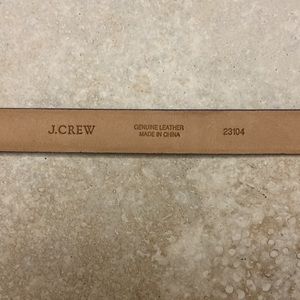 J.CREW
GENUINE LEATHER
MADE IN CHINA
23104